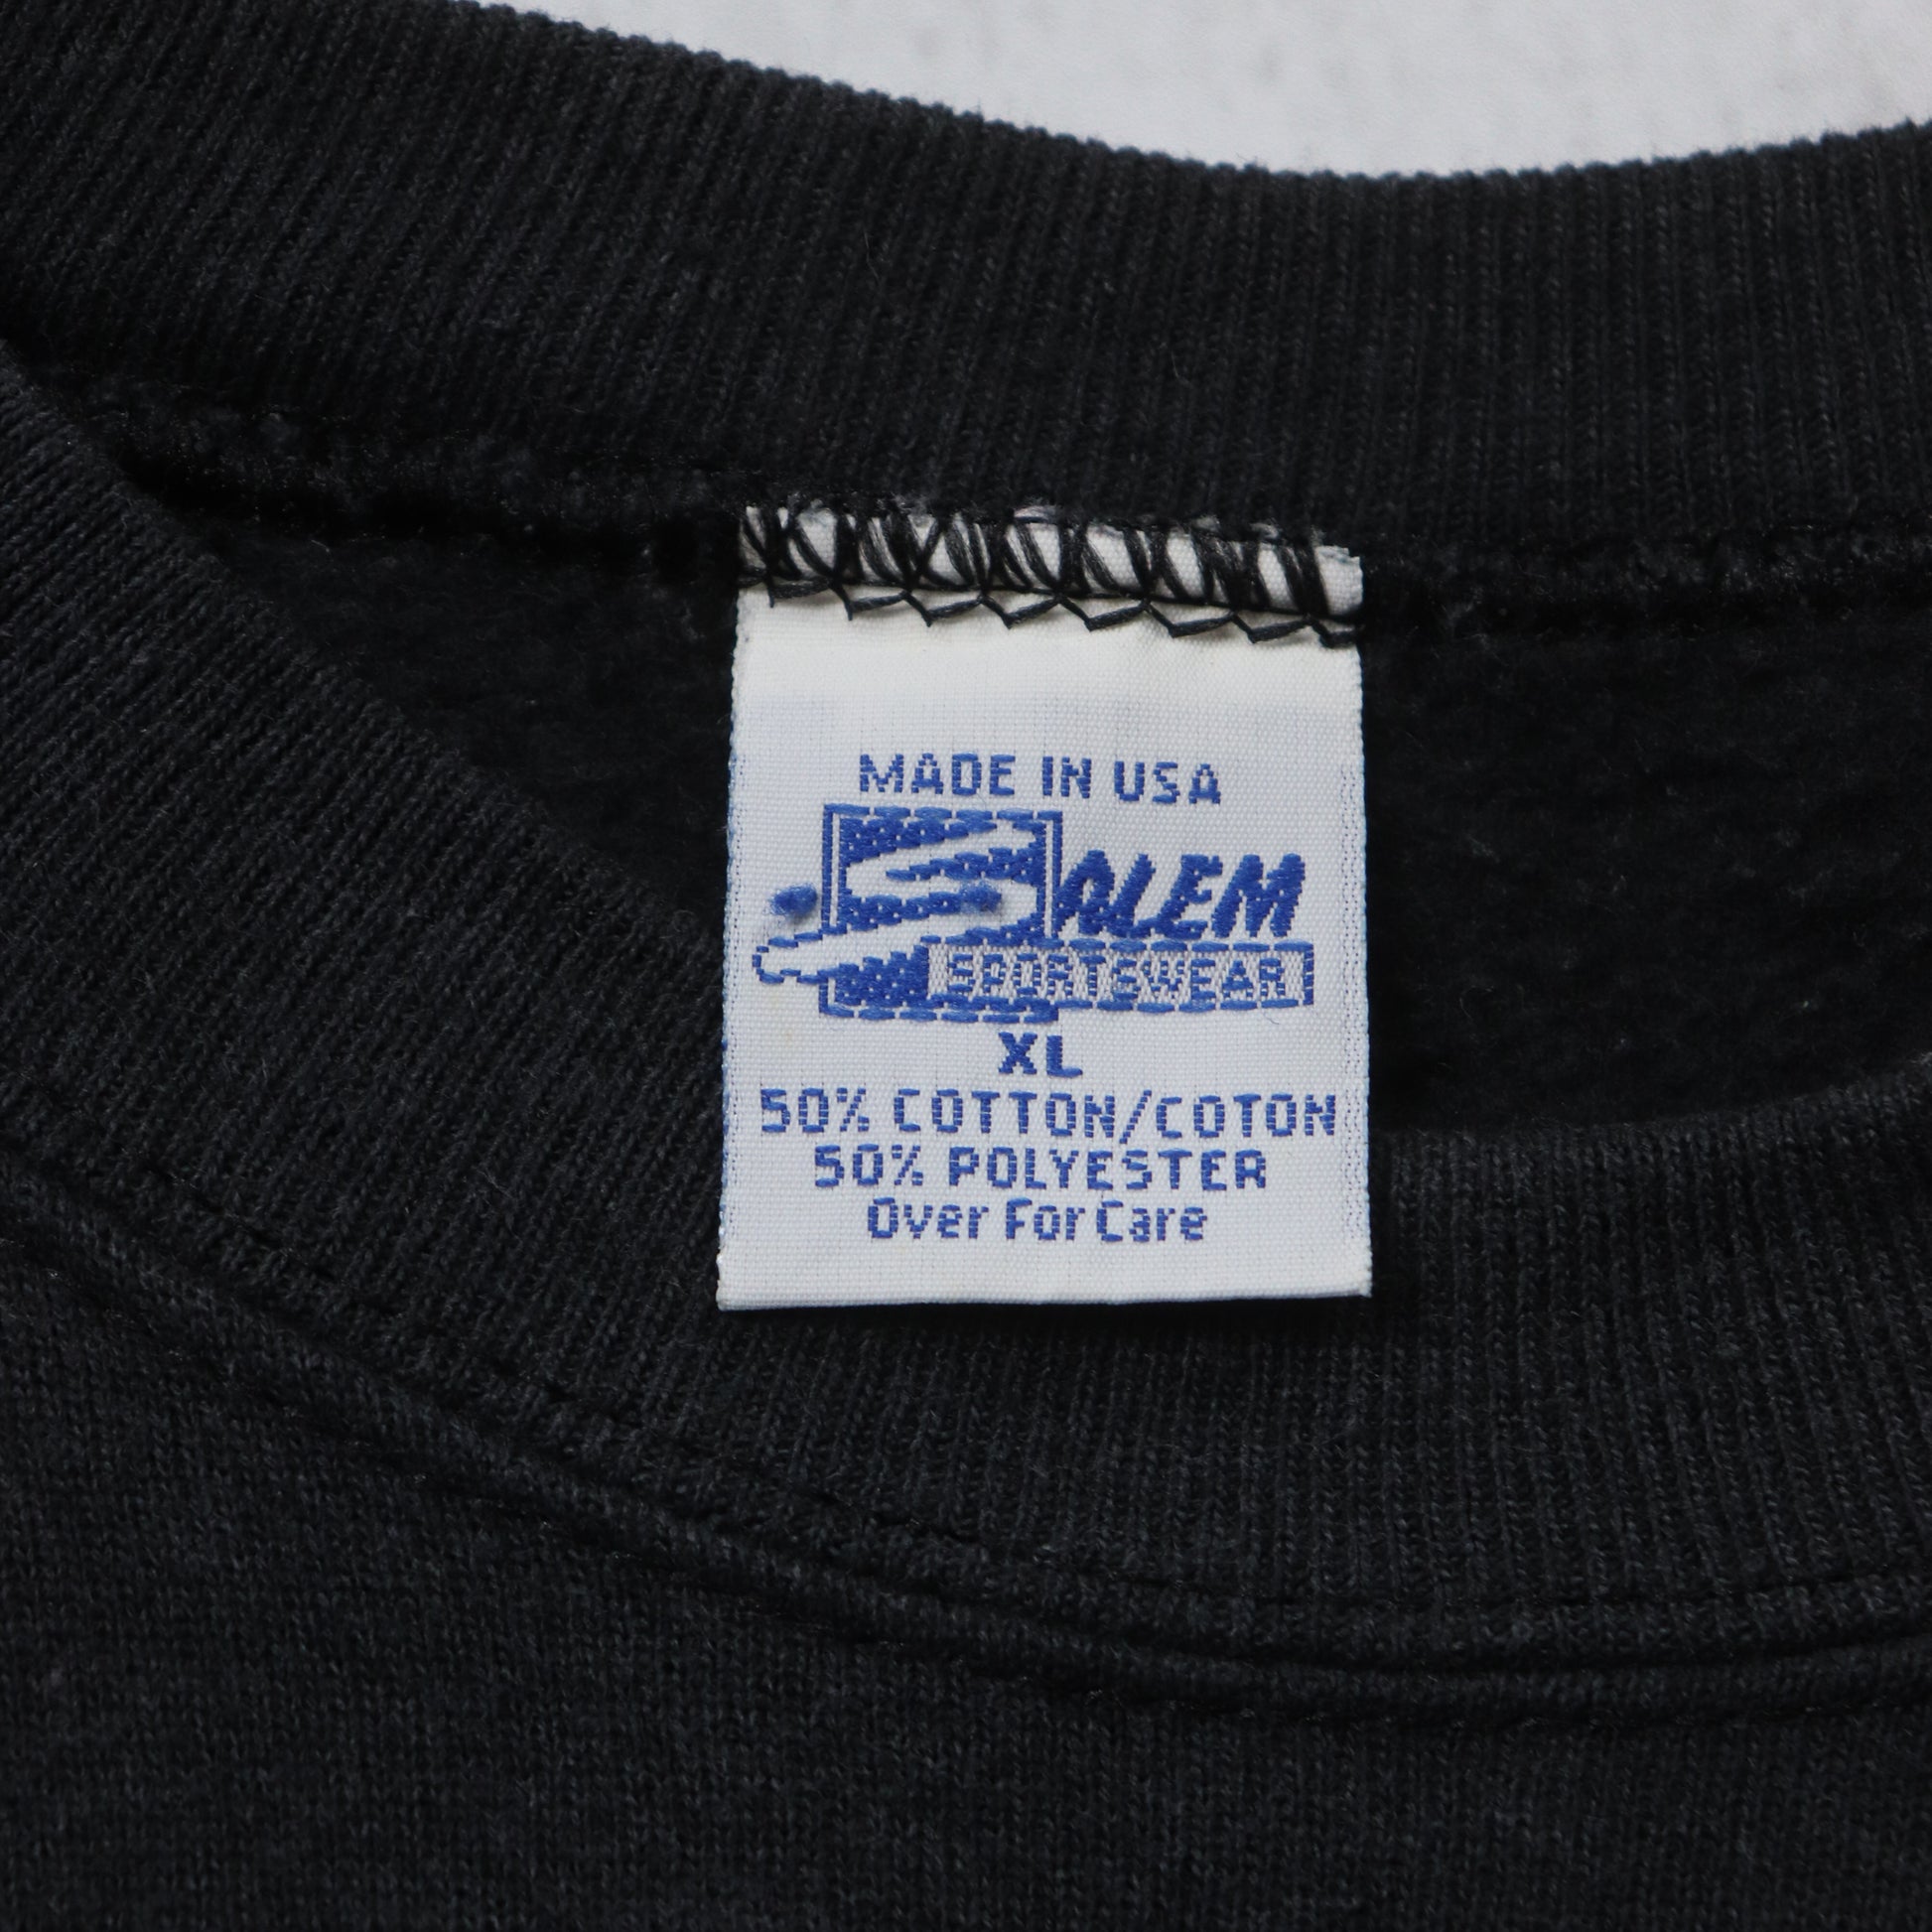 MADE IN USA
SALEM
SPORTSWEAR
XL
50% COTTON/COTON
50% POLYESTER
Over For Care